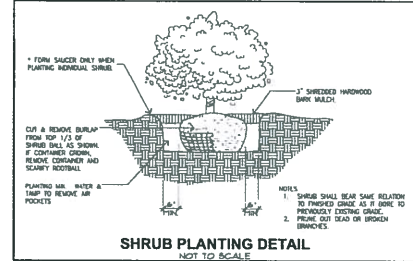 * FORM SAUCER ONLY WHEN
PLANTING INDIVIDUAL SHRUB.
3" SHREDDED HARDWOOD
BARK MULCH.
CUT & REMOVE BURLAP
FROM TOP 1/3 OF
SHRUB BALL AS SHOWN.
IF CONTAINER GROWN,
REMOVE CONTAINER AND
SCARIFY ROOTBALL
PLANTING MIX. WATER &
TAMP TO REMOVE AIR
POCKETS
6"
MIN.
6"
MIN.
NOTES
1. SHRUB SHALL BEAR SAME RELATION
TO FINISHED GRADE AS IT BORE TO
PREVIOUSLY EXISTING GRADE.
2. PRUNE OUT DEAD OR BROKEN
BRANCHES.
SHRUB PLANTING DETAIL
NOT TO SCALE